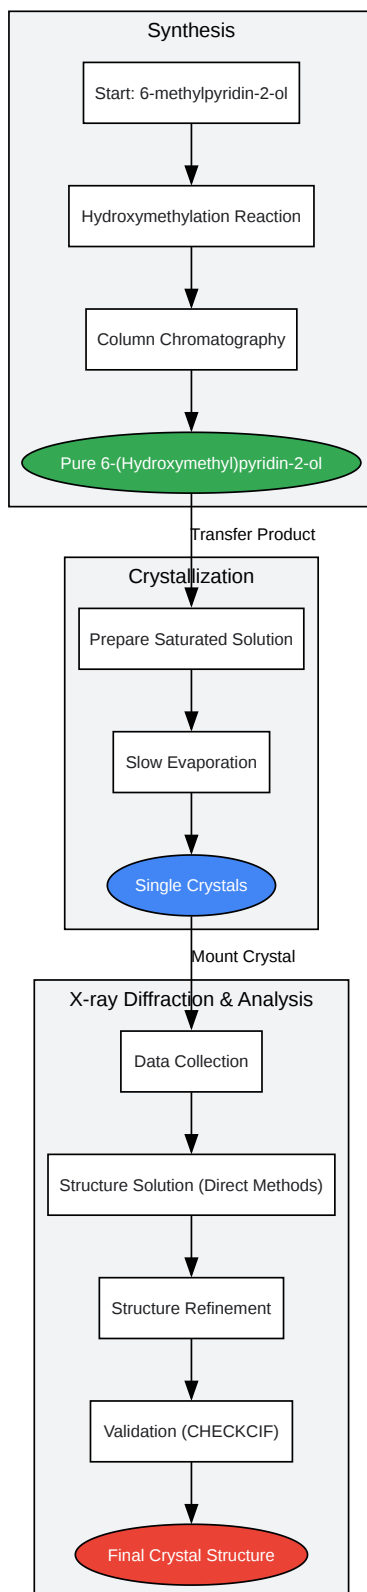 Synthesis
Start: 6-methylpyridin-2-ol
Hydroxymethylation Reaction
Column Chromatography
Pure 6-(Hydroxymethyl)pyridin-2-ol
Transfer Product
Crystallization
Prepare Saturated Solution
Slow Evaporation
Single Crystals
Mount Crystal
X-ray Diffraction & Analysis
Data Collection
Structure Solution (Direct Methods)
Structure Refinement
Validation (CHECKCIF)
Final Crystal Structure